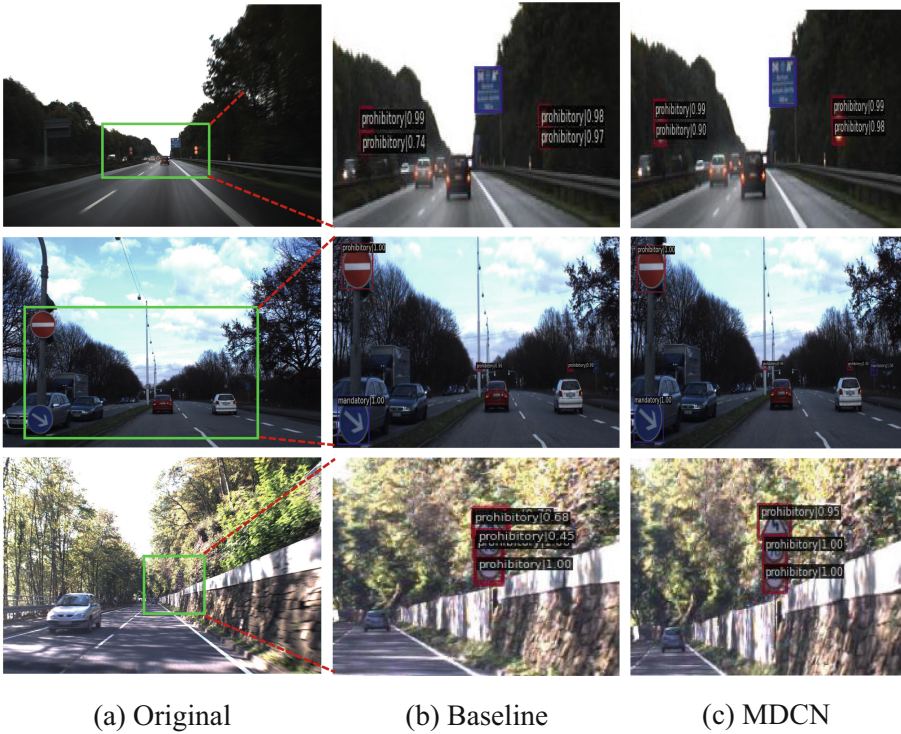 prohibitory|0.99
prohibitory|0.74
prohibitory|0.98
prohibitory|0.97
prohibitory|0.99
prohibitory|0.90
prohibitory|0.99
prohibitory|0.98
prohibitory|1.00
mandatory|1.00
prohibitory|1.00
mandatory|1.00
prohibitory|0.68
prohibitory|0.45
prohibitory|1.00
prohibitory|0.95
prohibitory|1.00
prohibitory|1.00
(a) Original
(b) Baseline
(c) MDCN